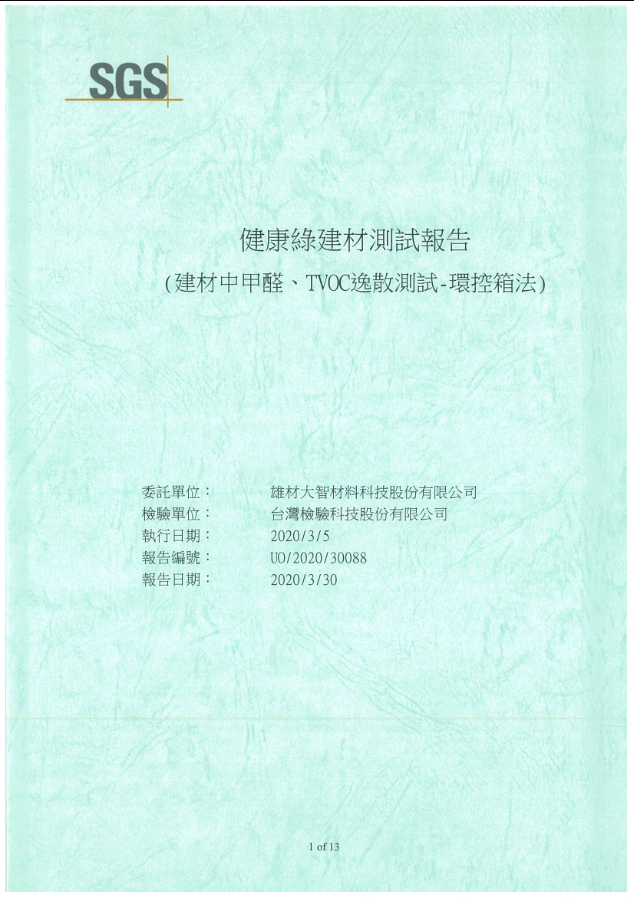 SGS
健康綠建材測試報告
(建材中甲醛、TVOC逸散測試-環控箱法)
委託單位： 雄材大智材料科技股份有限公司
檢驗單位： 台灣檢驗科技股份有限公司
執行日期： 2020/3/5
報告編號： UO/2020/30088
報告日期： 2020/3/30
1 of 13